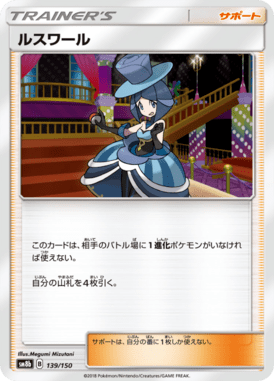 TRAINER'S
サポート
ルスワール
このカードは、相手のバトル場に1進化ポケモンがいなければ使えない。
自分の山札を4枚引く。
サポートは、自分の番に1枚しか使えない。
Illus.Megumi Mizutani
SM8b 139/150
©2018 Pokémon/Nintendo/Creatures/GAME FREAK.